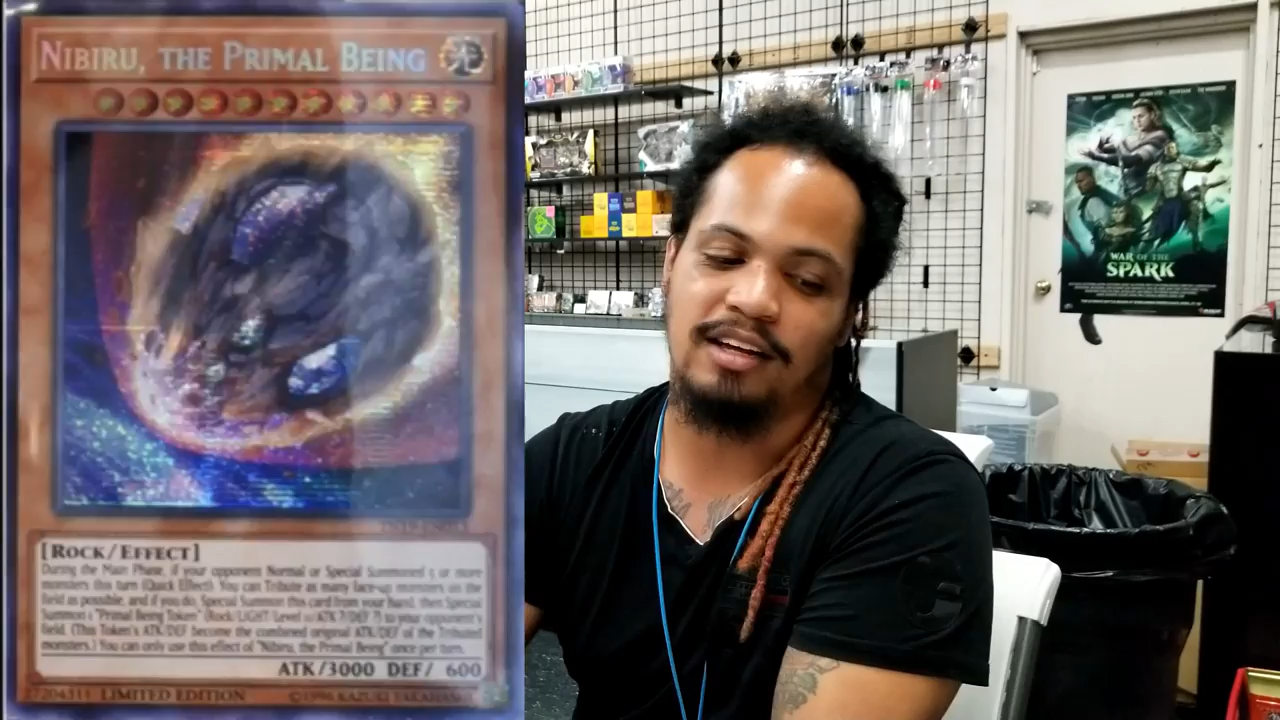 NIBIRU, THE PRIMAL BEING
[ROCK/EFFECT]
During the Main Phase, if your opponent Normal or Special Summoned 5 or more
monsters this turn (Quick Effect): You can Tribute as many face-up monsters on the
field as possible, and if you do, Special Summon this card from your hand, then Special
Summon 1 "Primal Being Token" (Rock/LIGHT/Level 11/ATK ?/DEF ?) to your opponent's
field. (This Token's ATK/DEF become the combined original ATK/DEF of the Tributed
monsters.) You can only use this effect of "Nibiru, the Primal Being" once per turn.
ATK/3000 DEF/ 600
LIMITED EDITION
©1996 KAZUKI TAKAHASHI
WAR OF THE
SPARK